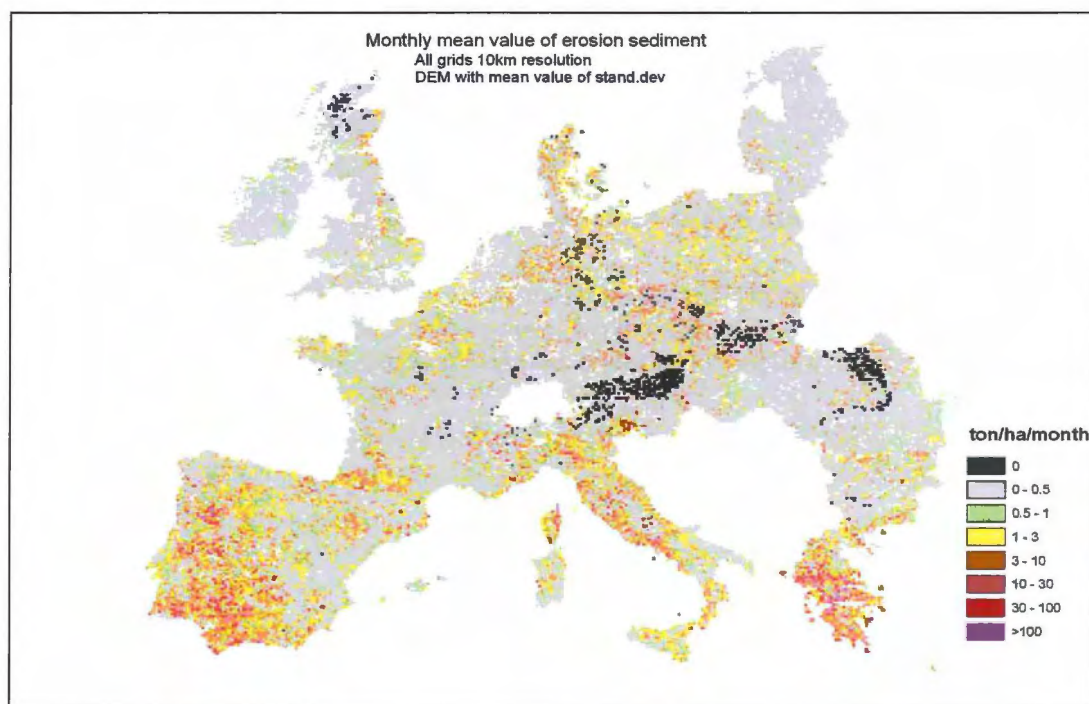 Monthly mean value of erosion sediment
All grids 10km resolution
DEM with mean value of stand.dev
ton/ha/month
0
0 - 0.5
0.5 - 1
1 - 3
3 - 10
10 - 30
30 - 100
>100